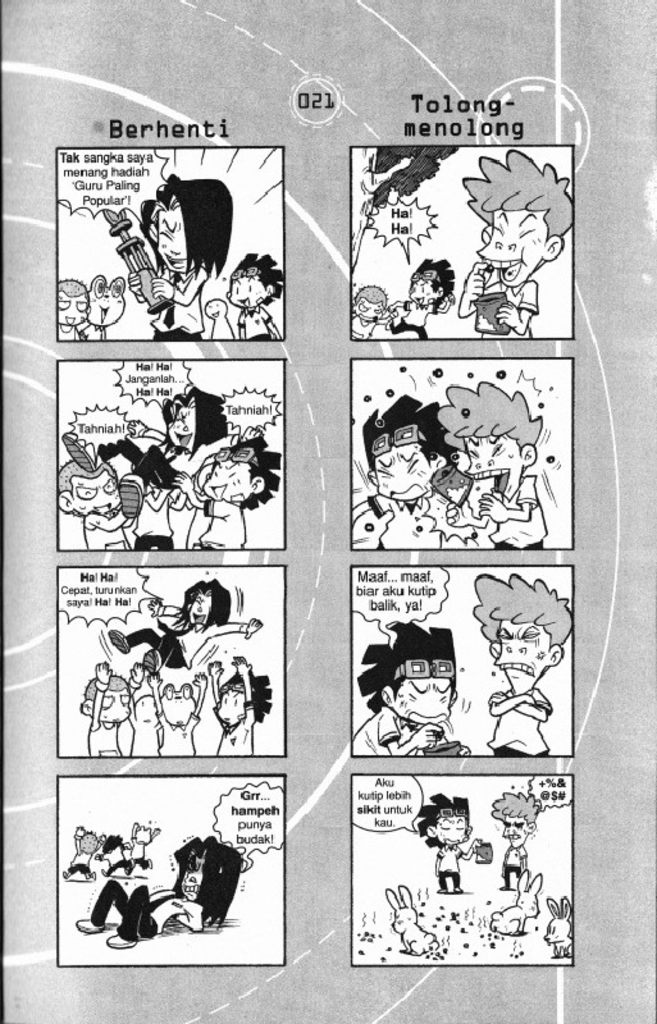 021
Berhenti
Tak sangka saya
menang hadiah
'Guru Paling
Popular'!
Ha! Ha!
Janganlah...
Ha! Ha!
Tahniah!
Tahniah!
Ha! Ha!
Cepat, turunkan
saya! Ha! Ha!
Grr...
hampeh
punya
budak!
Tolong-
menolong
Ha!
Ha!
Maaf... maaf,
biar aku kutip
balik, ya!
Aku
kutip lebih
sikit untuk
kau.
+%&
@$#